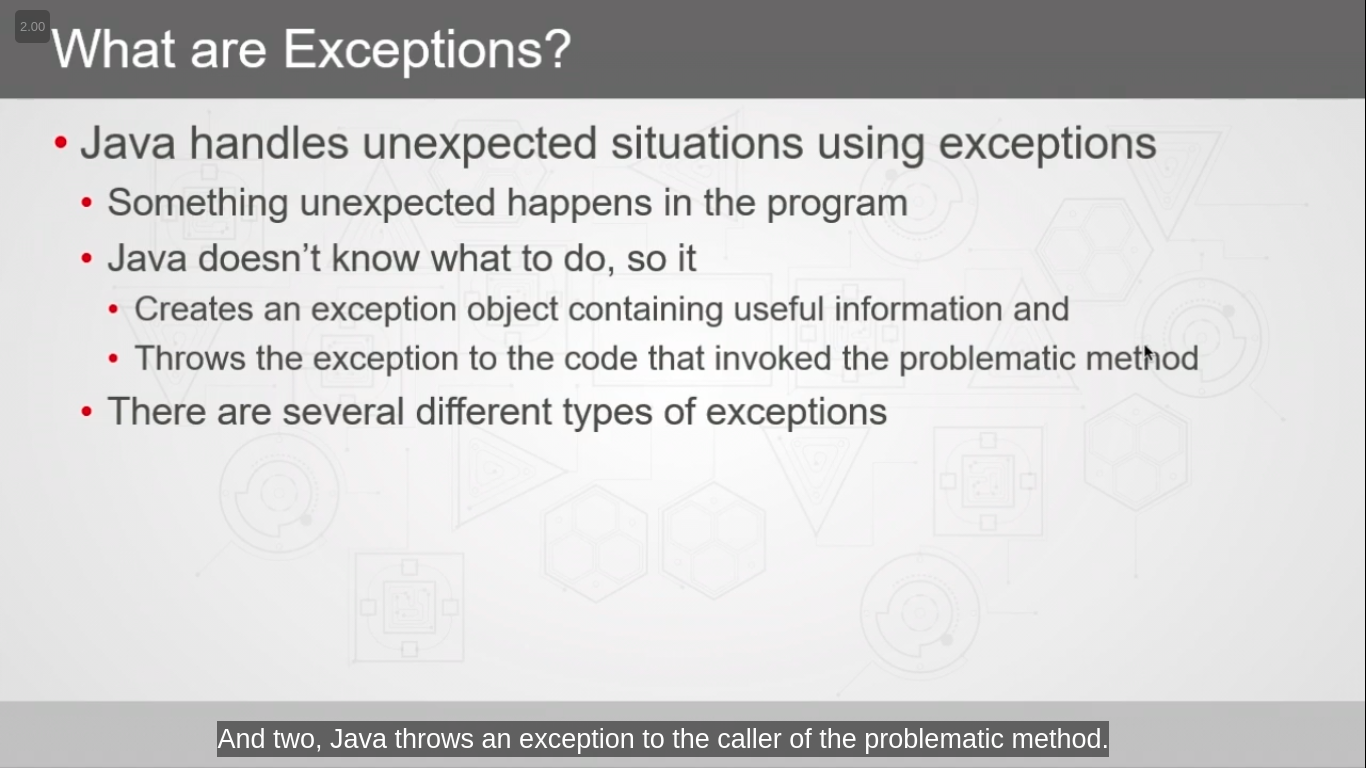 2.00
What are Exceptions?
• Java handles unexpected situations using exceptions
• Something unexpected happens in the program
• Java doesn’t know what to do, so it
• Creates an exception object containing useful information and
• Throws the exception to the code that invoked the problematic method
• There are several different types of exceptions
And two, Java throws an exception to the caller of the problematic method.